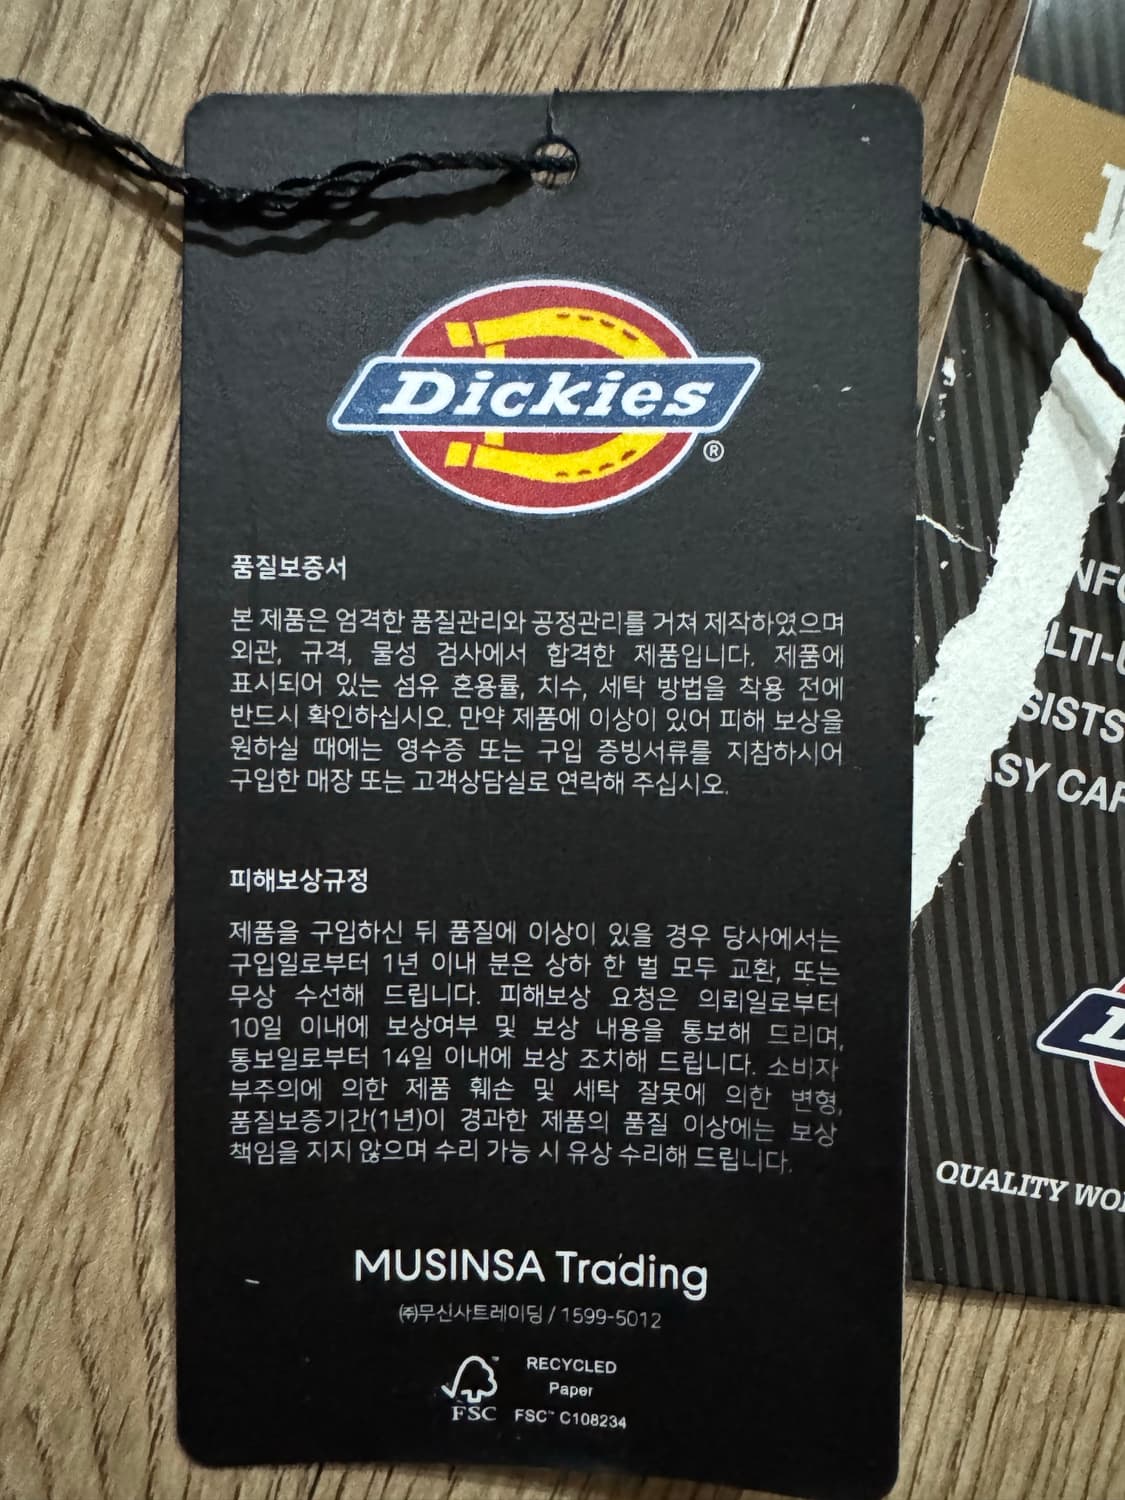 Dickies
®
품질보증서
본 제품은 엄격한 품질관리와 공정관리를 거쳐 제작하였으며
외관, 규격, 물성 검사에서 합격한 제품입니다. 제품에
표시되어 있는 섬유 혼용률, 치수, 세탁 방법을 착용 전에
반드시 확인하십시오. 만약 제품에 이상이 있어 피해 보상을
원하실 때에는 영수증 또는 구입 증빙서류를 지참하시어
구입한 매장 또는 고객상담실로 연락해 주십시오.
피해보상규정
제품을 구입하신 뒤 품질에 이상이 있을 경우 당사에서는
구입일로부터 1년 이내 분은 상하 한 벌 모두 교환, 또는
무상 수선해 드립니다. 피해보상 요청은 의뢰일로부터
10일 이내에 보상여부 및 보상 내용을 통보해 드리며,
통보일로부터 14일 이내에 보상 조치해 드립니다. 소비자
부주의에 의한 제품 훼손 및 세탁 잘못에 의한 변형,
품질보증기간(1년)이 경과한 제품의 품질 이상에는 보상
책임을 지지 않으며 수리 가능 시 유상 수리해 드립니다.
MUSINSA Trading
㈜무신사트레이딩 / 1599-5012
RECYCLED
Paper
FSC™ C108234
FSC
SISTS
CAR
QUALITY